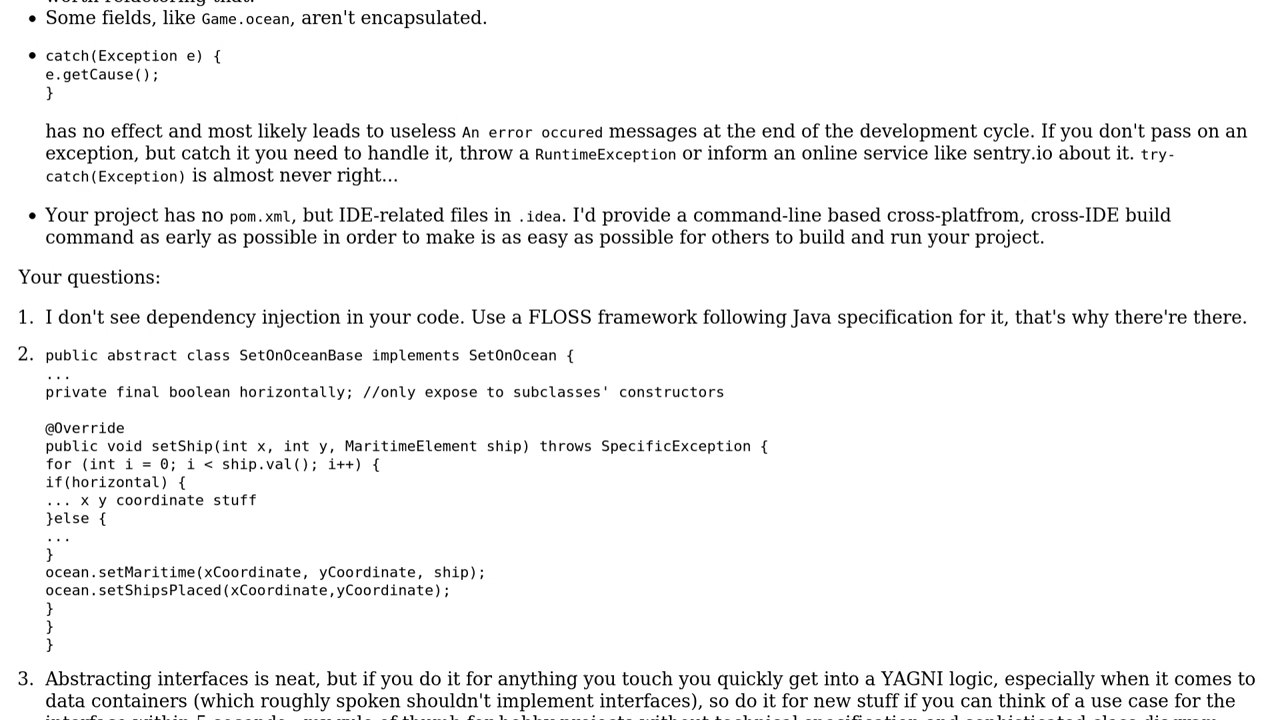 Some fields, like Game.ocean, aren't encapsulated.
catch(Exception e) {
e.getCause();
}
has no effect and most likely leads to useless An error occured messages at the end of the development cycle. If you don't pass on an
exception, but catch it you need to handle it, throw a RuntimeException or inform an online service like sentry.io about it. try-
catch(Exception) is almost never right...
Your project has no pom.xml, but IDE-related files in .idea. I'd provide a command-line based cross-platfrom, cross-IDE build
command as early as possible in order to make is as easy as possible for others to build and run your project.
Your questions:
1. I don't see dependency injection in your code. Use a FLOSS framework following Java specification for it, that's why there're there.
2. public abstract class SetOnOceanBase implements SetOnOcean {
...
private final boolean horizontally; //only expose to subclasses' constructors
@Override
public void setShip(int x, int y, MaritimeElement ship) throws SpecificException {
for (int i = 0; i < ship.val(); i++) {
if(horizontal) {
... x y coordinate stuff
}else {
...
}
ocean.setMaritime(xCoordinate, yCoordinate, ship);
ocean.setShipsPlaced(xCoordinate,yCoordinate);
}
}
}
3. Abstracting interfaces is neat, but if you do it for anything you touch you quickly get into a YAGNI logic, especially when it comes to
data containers (which roughly spoken shouldn't implement interfaces), so do it for new stuff if you can think of a use case for the